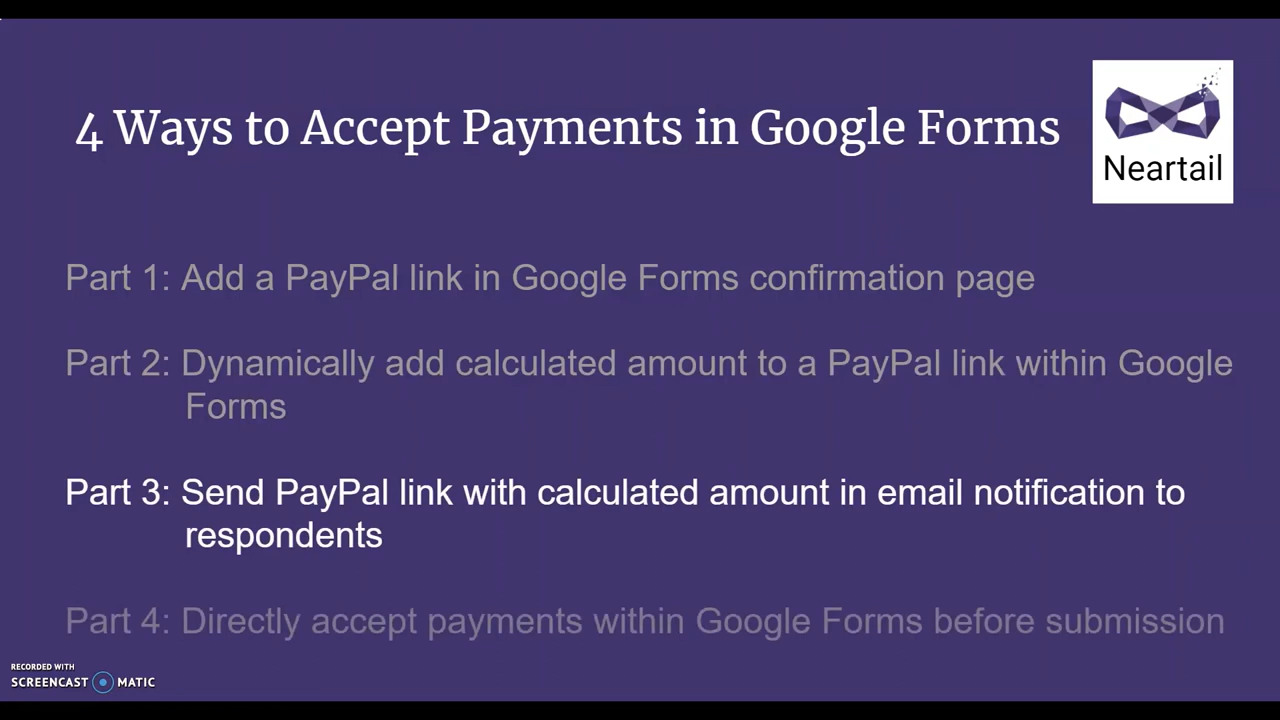 4 Ways to Accept Payments in Google Forms
Neartail
Part 1: Add a PayPal link in Google Forms confirmation page
Part 2: Dynamically add calculated amount to a PayPal link within Google
Forms
Part 3: Send PayPal link with calculated amount in email notification to
respondents
Part 4: Directly accept payments within Google Forms before submission
RECORDED WITH
SCREENCAST MATIC